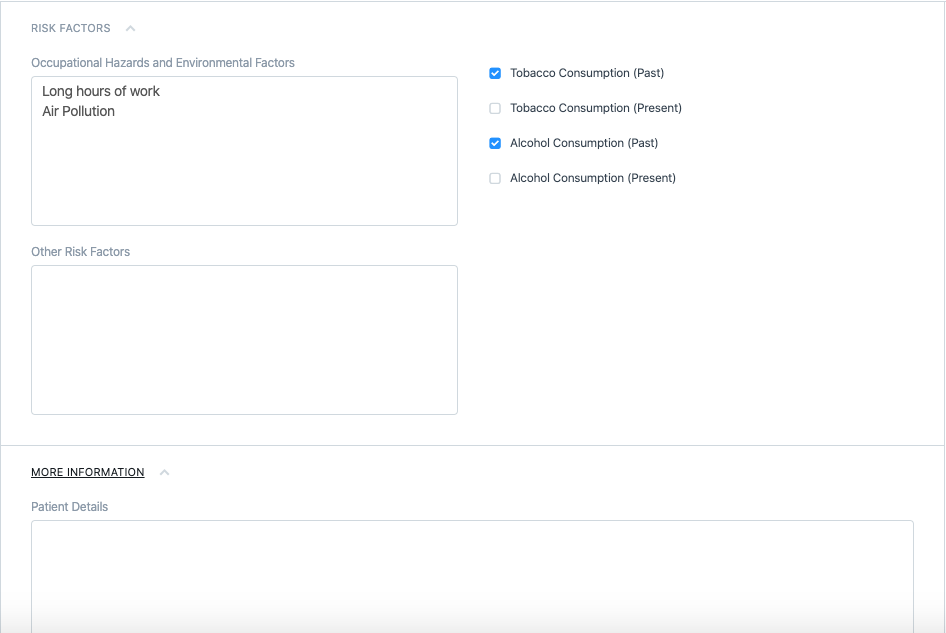 RISK FACTORS
Occupational Hazards and Environmental Factors
Long hours of work
Air Pollution
Tobacco Consumption (Past)
Tobacco Consumption (Present)
Alcohol Consumption (Past)
Alcohol Consumption (Present)
Other Risk Factors
MORE INFORMATION
Patient Details